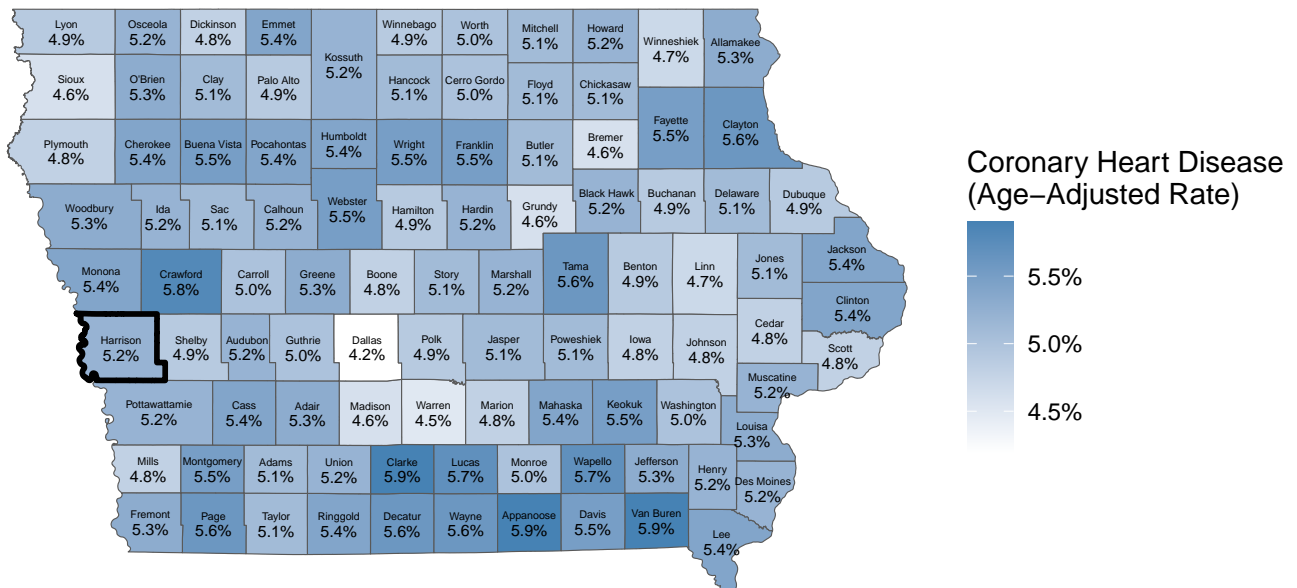 Lyon
4.9%
Osceola
5.2%
Dickinson
4.8%
Emmet
5.4%
Kossuth
5.2%
Winnebago
4.9%
Worth
5.0%
Mitchell
5.1%
Howard
5.2%
Winneshiek
4.7%
Allamakee
5.3%
Sioux
4.6%
O'Brien
5.3%
Clay
5.1%
Palo Alto
4.9%
Hancock
5.1%
Cerro Gordo
5.0%
Floyd
5.1%
Chickasaw
5.1%
Fayette
5.5%
Clayton
5.6%
Plymouth
4.8%
Cherokee
5.4%
Buena Vista
5.5%
Pocahontas
5.4%
Humboldt
5.4%
Wright
5.5%
Franklin
5.5%
Butler
5.1%
Bremer
4.6%
Woodbury
5.3%
Ida
5.2%
Sac
5.1%
Calhoun
5.2%
Webster
5.5%
Hamilton
4.9%
Hardin
5.2%
Grundy
4.6%
Black Hawk
5.2%
Buchanan
4.9%
Delaware
5.1%
Dubuque
4.9%
Monona
5.4%
Crawford
5.8%
Carroll
5.0%
Greene
5.3%
Boone
4.8%
Story
5.1%
Marshall
5.2%
Tama
5.6%
Benton
4.9%
Linn
4.7%
Jones
5.1%
Jackson
5.4%
Clinton
5.4%
Harrison
5.2%
Shelby
4.9%
Audubon
5.2%
Guthrie
5.0%
Dallas
4.2%
Polk
4.9%
Jasper
5.1%
Poweshiek
5.1%
Iowa
4.8%
Johnson
4.8%
Cedar
4.8%
Scott
4.8%
Muscatine
5.2%
Pottawattamie
5.2%
Cass
5.4%
Adair
5.3%
Madison
4.6%
Warren
4.5%
Marion
4.8%
Mahaska
5.4%
Keokuk
5.5%
Washington
5.0%
Louisa
5.3%
Mills
4.8%
Montgomery
5.5%
Adams
5.1%
Union
5.2%
Clarke
5.9%
Lucas
5.7%
Monroe
5.0%
Wapello
5.7%
Jefferson
5.3%
Henry
5.2%
Des Moines
5.2%
Fremont
5.3%
Page
5.6%
Taylor
5.1%
Ringgold
5.4%
Decatur
5.6%
Wayne
5.6%
Appanoose
5.9%
Davis
5.5%
Van Buren
5.9%
Lee
5.4%
Coronary Heart Disease
(Age−Adjusted Rate)
5.5%
5.0%
4.5%